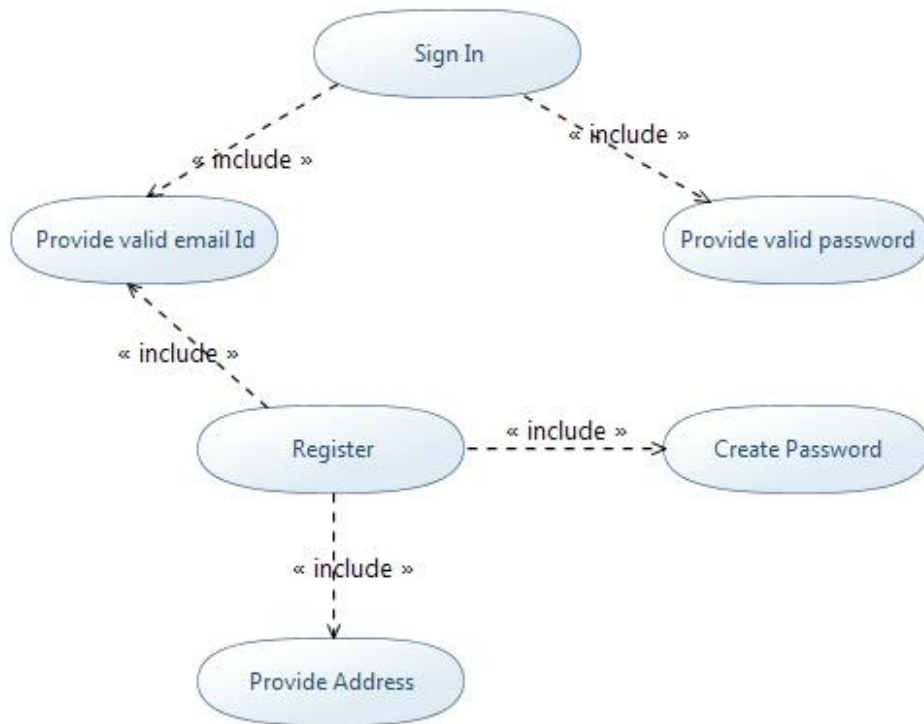 Sign In
« include »
« include »
Provide valid email Id
Provide valid password
« include »
Register
« include »
Create Password
« include »
Provide Address